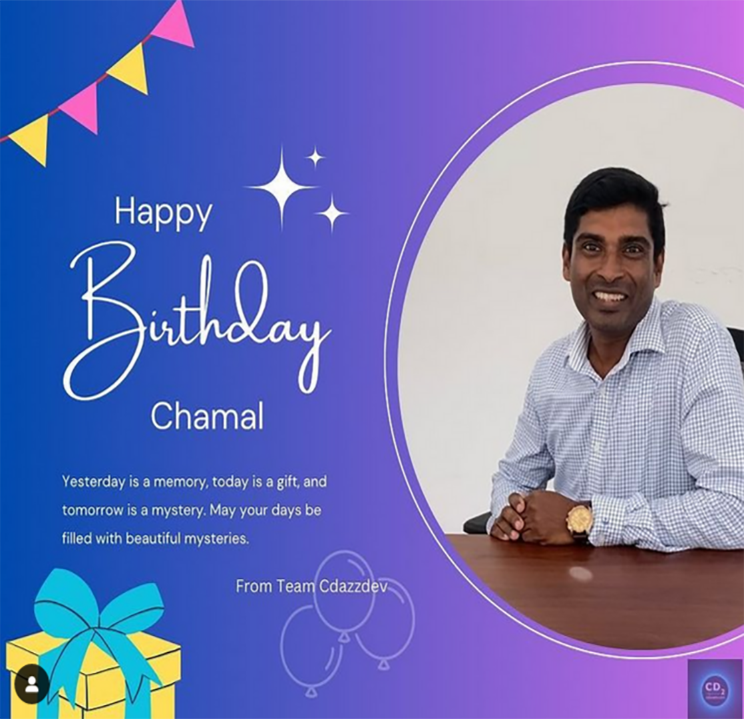 Happy
Birthday
Chamal
Yesterday is a memory, today is a gift, and
tomorrow is a mystery. May your days be
filled with beautiful mysteries.
From Team Cdazzdev
CD2